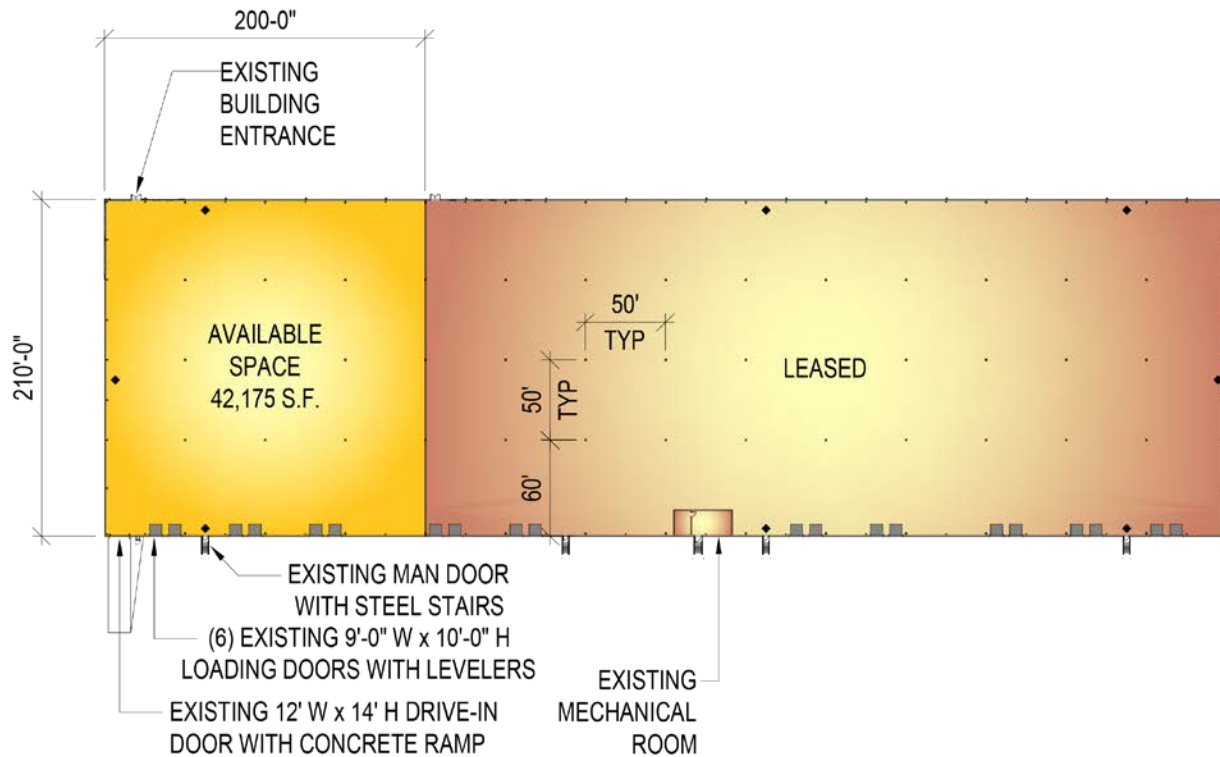 200-0"
EXISTING
BUILDING
ENTRANCE
210'-0"
AVAILABLE
SPACE
42,175 S.F.
50'
TYP
50'
TYP
60'
LEASED
EXISTING MAN DOOR
WITH STEEL STAIRS
(6) EXISTING 9'-0" W x 10'-0" H
LOADING DOORS WITH LEVELERS
EXISTING 12' W x 14' H DRIVE-IN
DOOR WITH CONCRETE RAMP
EXISTING
MECHANICAL
ROOM